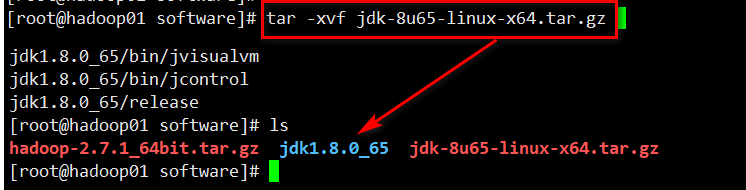 [root@hadoop01 software]# tar -xvf jdk-8u65-linux-x64.tar.gz
jdk1.8.0_65/bin/jvisualvm
jdk1.8.0_65/bin/jcontrol
jdk1.8.0_65/release
[root@hadoop01 software]# ls
hadoop-2.7.1_64bit.tar.gz jdk1.8.0_65 jdk-8u65-linux-x64.tar.gz
[root@hadoop01 software]#